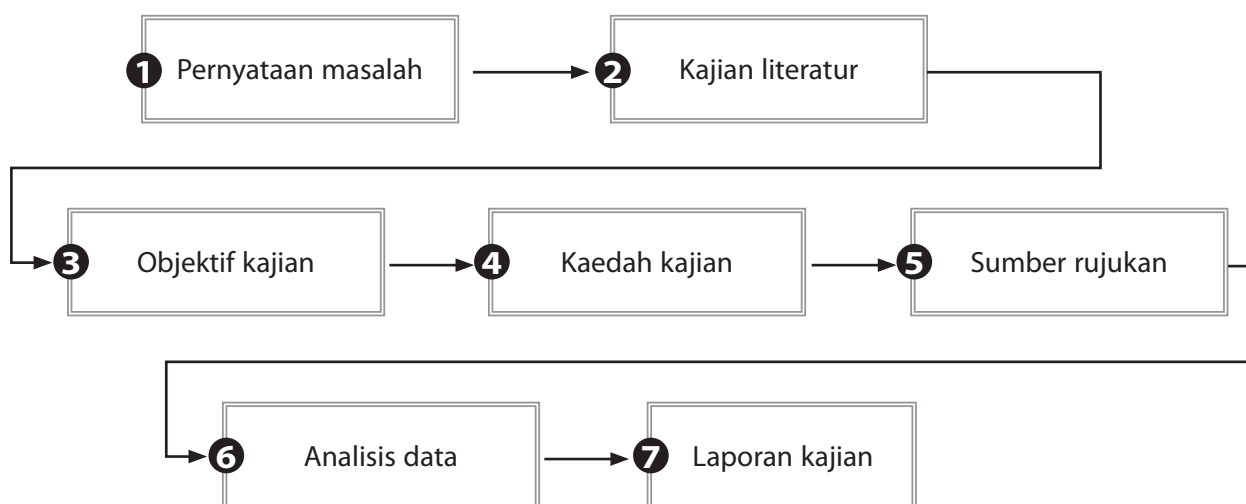 1 Pernyataan masalah
2 Kajian literatur
3 Objektif kajian
4 Kaedah kajian
5 Sumber rujukan
6 Analisis data
7 Laporan kajian